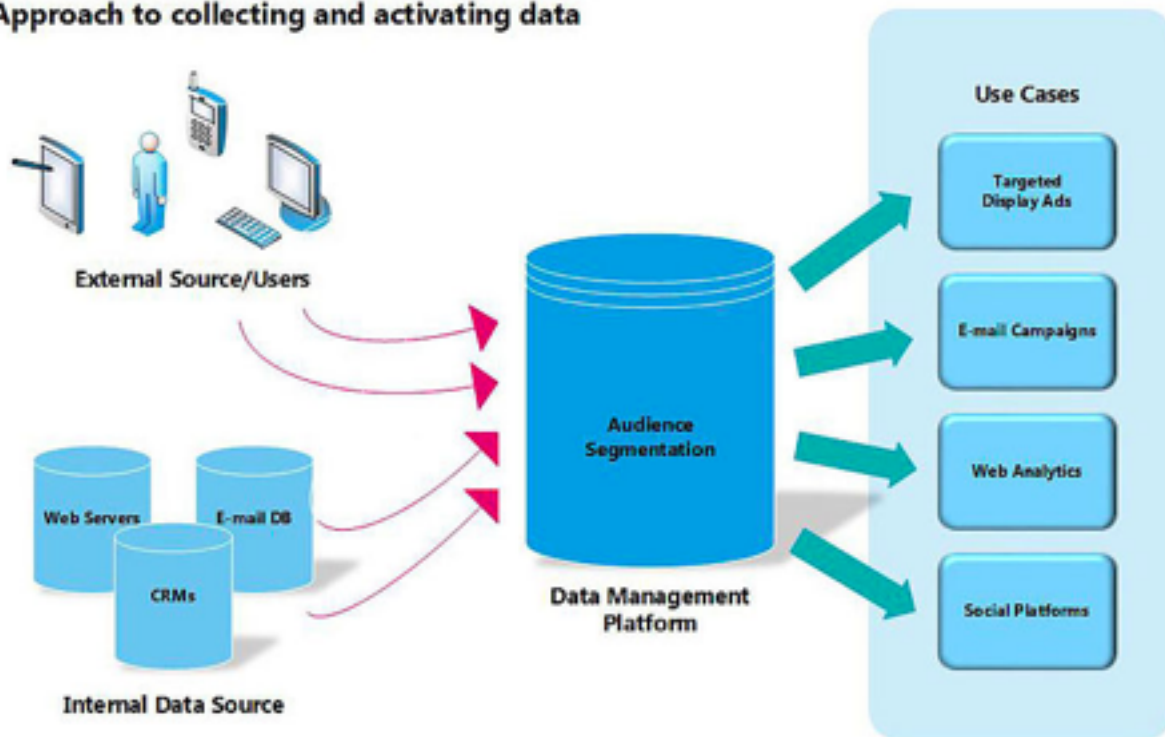 Approach to collecting and activating data
Use Cases
Targeted
Display Ads
External Source/Users
E-mail Campaigns
Audience
Segmentation
Web Analytics
Web Servers
E-mail DB
CRMs
Data Management
Platform
Social Platforms
Internal Data Source